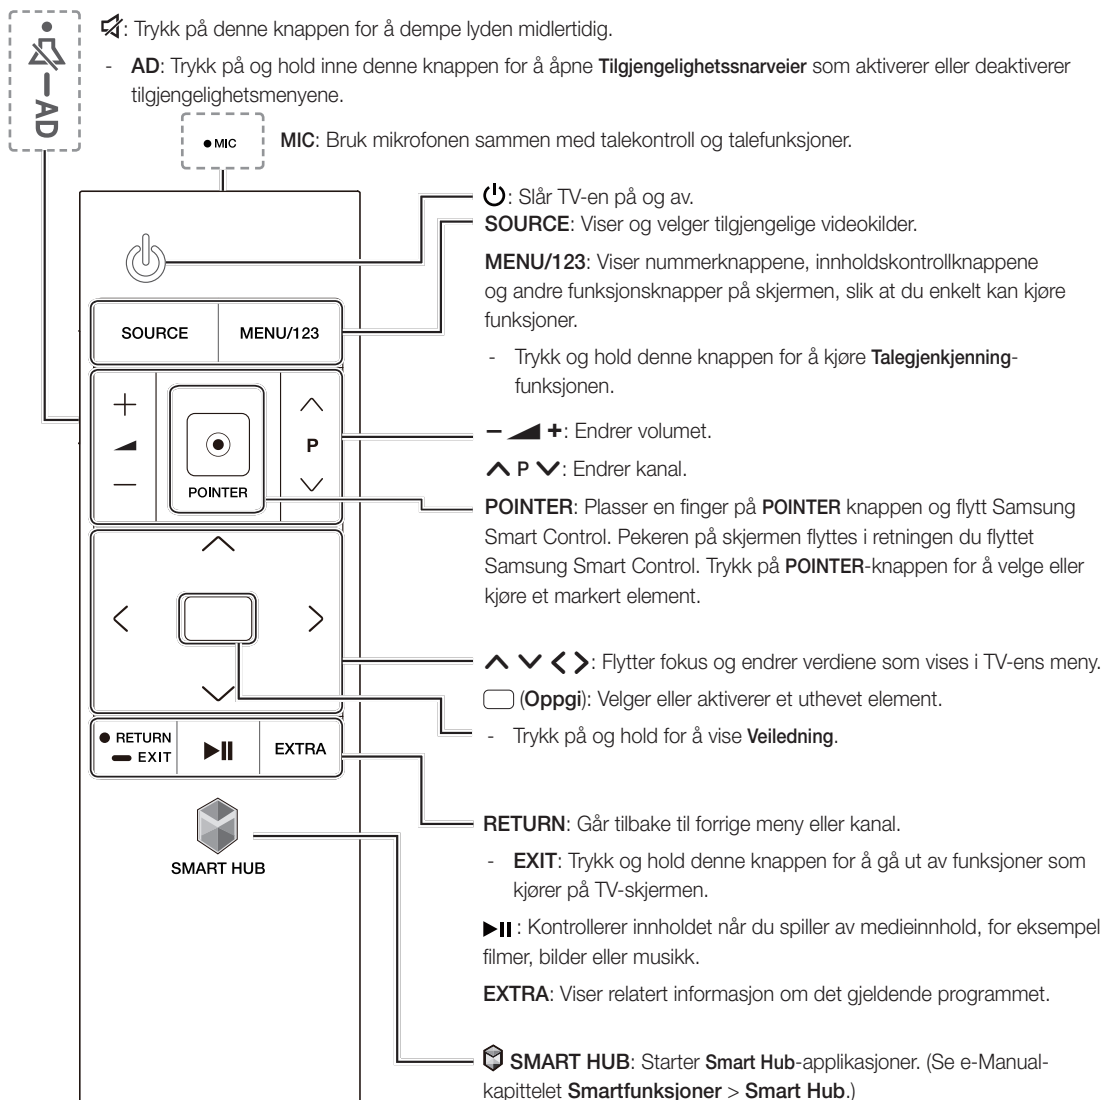 : Trykk på denne knappen for å dempe lyden midlertidig.
- AD: Trykk på og hold inne denne knappen for å åpne Tilgjengelighetssnarveier som aktiverer eller deaktiverer
tilgjengelighetsmenyene.
AD
MIC
MIC: Bruk mikrofonen sammen med talekontroll og talefunksjoner.
: Slår TV-en på og av.
SOURCE: Viser og velger tilgjengelige videokilder.
MENU/123: Viser nummerknappene, innholdskontrollknappene
og andre funksjonsknapper på skjermen, slik at du enkelt kan kjøre
funksjoner.
- Trykk og hold denne knappen for å kjøre Talegjenkjenning-
funksjonen.
SOURCE
MENU/123
P
POINTER
− +: Endrer volumet.
P : Endrer kanal.
POINTER: Plasser en finger på POINTER knappen og flytt Samsung
Smart Control. Pekeren på skjermen flyttes i retningen du flyttet
Samsung Smart Control. Trykk på POINTER-knappen for å velge eller
kjøre et markert element.
: Flytter fokus og endrer verdiene som vises i TV-ens meny.
(Oppgi): Velger eller aktiverer et uthevet element.
- Trykk på og hold for å vise Veiledning.
RETURN
EXIT
EXTRA
SMART HUB
RETURN: Går tilbake til forrige meny eller kanal.
- EXIT: Trykk og hold denne knappen for å gå ut av funksjoner som
kjører på TV-skjermen.
: Kontrollerer innholdet når du spiller av medieinnhold, for eksempel
filmer, bilder eller musikk.
EXTRA: Viser relatert informasjon om det gjeldende programmet.
SMART HUB: Starter Smart Hub-applikasjoner. (Se e-Manual-
kapittelet Smartfunksjoner > Smart Hub.)